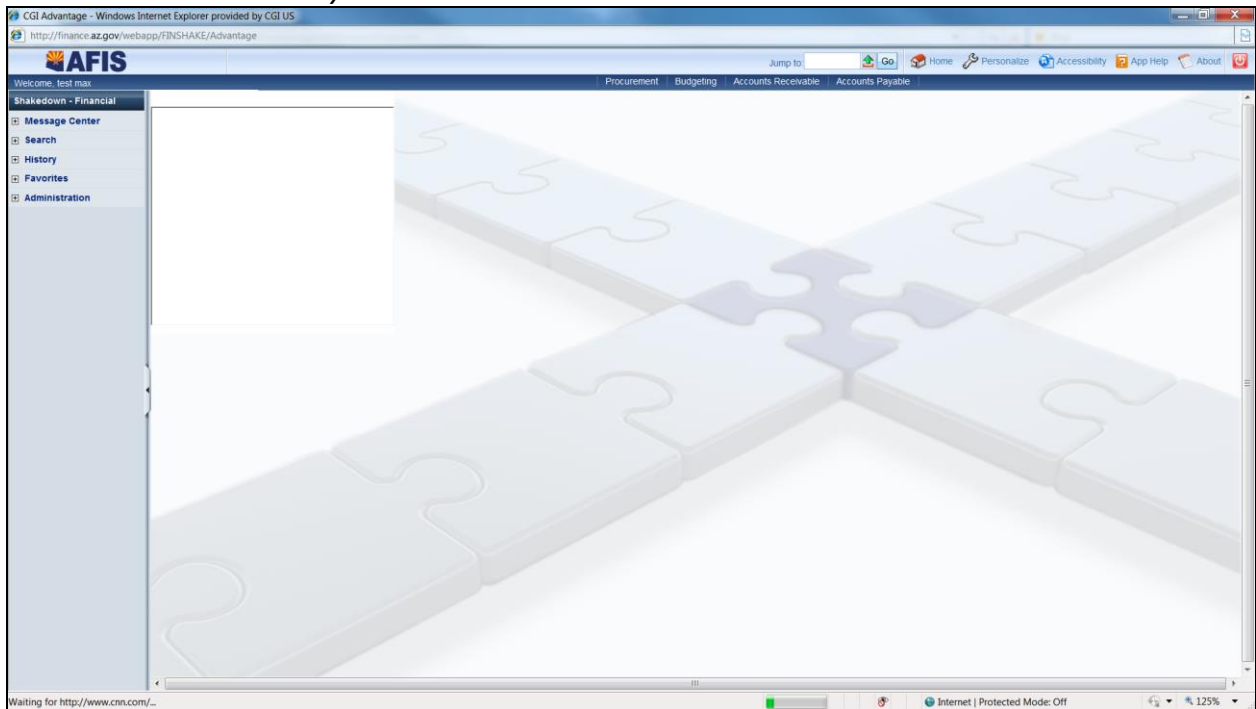 CGI Advantage - Windows Internet Explorer provided by CGI US
http://finance.az.gov/webapp/FINSHAKE/Advantage
AFIS
Jump to: Go Home Personalize Accessibility App Help About
Welcome, test max Procurement Budgeting Accounts Receivable Accounts Payable
Shakedown - Financial
Message Center
Search
History
Favorites
Administration
Waiting for http://www.cnn.com/... Internet | Protected Mode: Off 125%